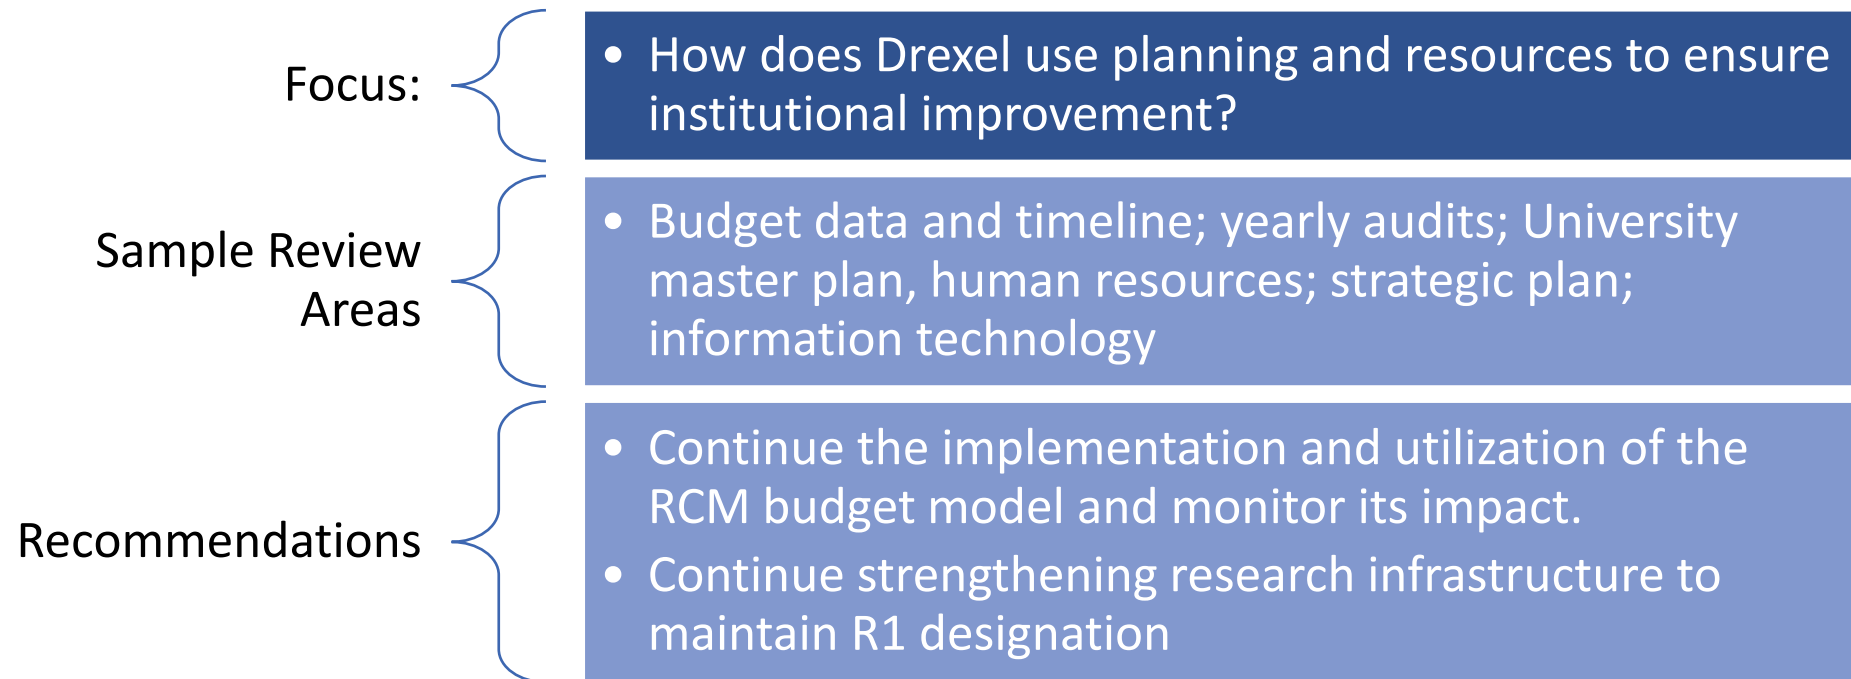 Focus:
• How does Drexel use planning and resources to ensure
institutional improvement?
Sample Review
Areas
• Budget data and timeline; yearly audits; University
master plan, human resources; strategic plan;
information technology
Recommendations
• Continue the implementation and utilization of the
RCM budget model and monitor its impact.
• Continue strengthening research infrastructure to
maintain R1 designation